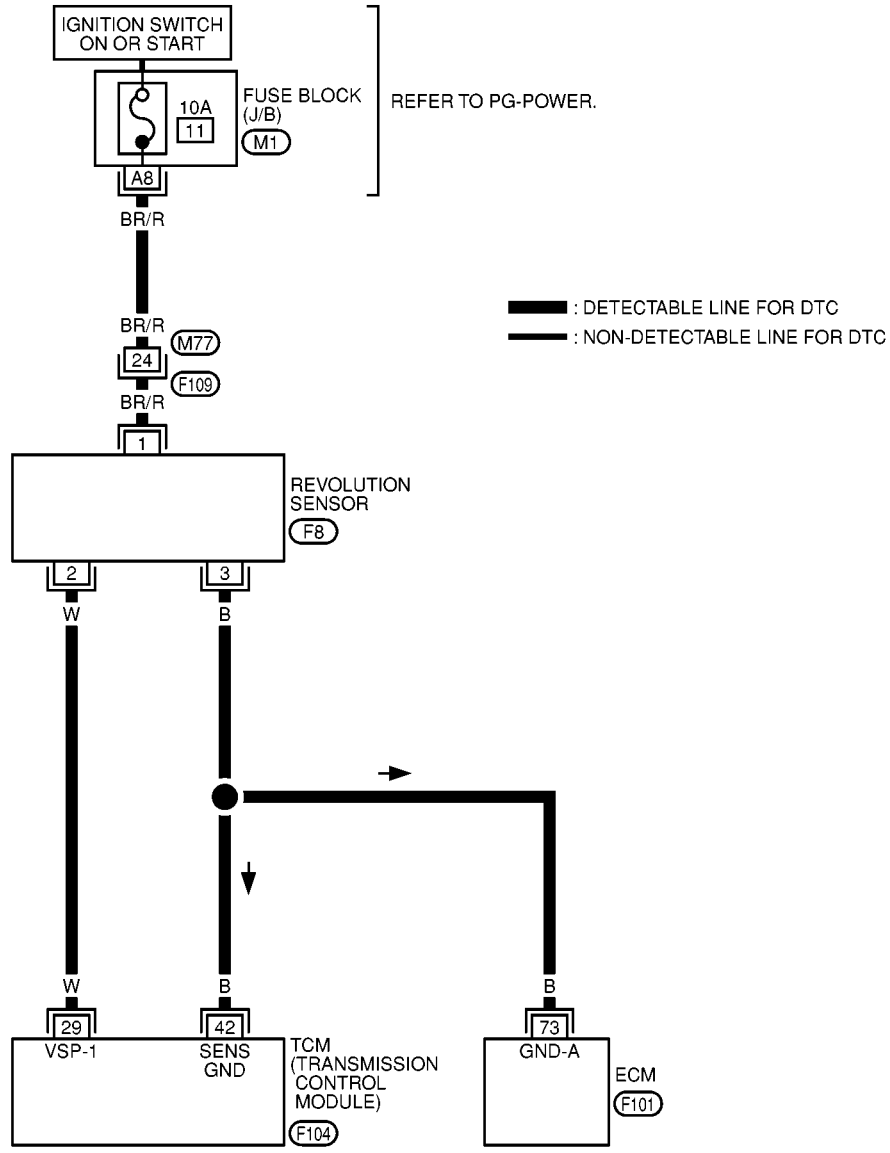 IGNITION SWITCH
ON OR START
FUSE BLOCK
(J/B)
M1
10A
11
REFER TO PG-POWER.
A8
BR/R
: DETECTABLE LINE FOR DTC
: NON-DETECTABLE LINE FOR DTC
BR/R
M77
24
F109
BR/R
1
REVOLUTION
SENSOR
F8
2
3
W
B
W
B
B
29
42
73
VSP-1
SENS
GND
GND-A
TCM
(TRANSMISSION
CONTROL
MODULE)
F104
ECM
F101